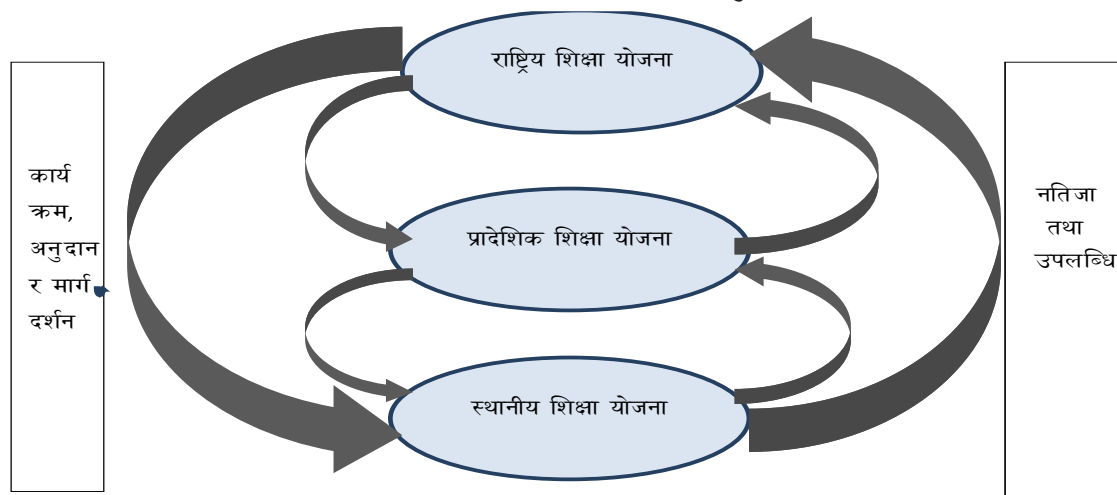 राष्ट्रिय शिक्षा योजना
कार्य
क्रम,
अनुदान
र मार्ग
दर्शन
प्रादेशिक शिक्षा योजना
नतिजा
तथा
उपलब्धि
स्थानीय शिक्षा योजना